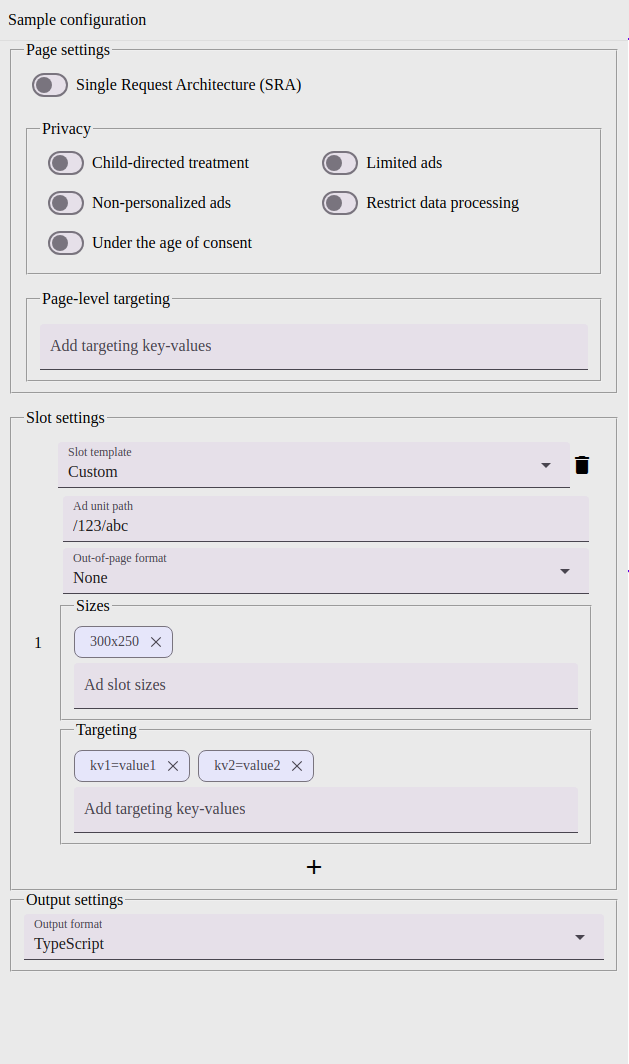 Sample configuration
Page settings
Single Request Architecture (SRA)
Privacy
Child-directed treatment
Limited ads
Non-personalized ads
Restrict data processing
Under the age of consent
Page-level targeting
Add targeting key-values
Slot settings
Slot template
Custom
Ad unit path
/123/abc
Out-of-page format
None
1
Sizes
300x250
Ad slot sizes
Targeting
kv1=value1
kv2=value2
Add targeting key-values
Output settings
Output format
TypeScript